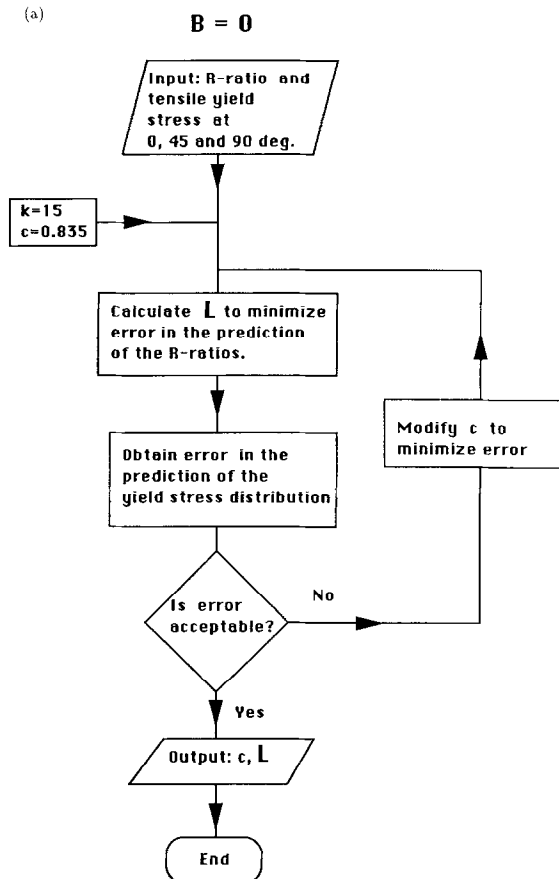 (a)
B = 0
Input: R-ratio and
tensile yield
stress at
0, 45 and 90 deg.
k=15
c=0.835
Calculate L to minimize
error in the prediction
of the R-ratios.
Modify c to
minimize error
Obtain error in the
prediction of the
yield stress distribution
Is error
acceptable?
No
Yes
Output: c, L
End